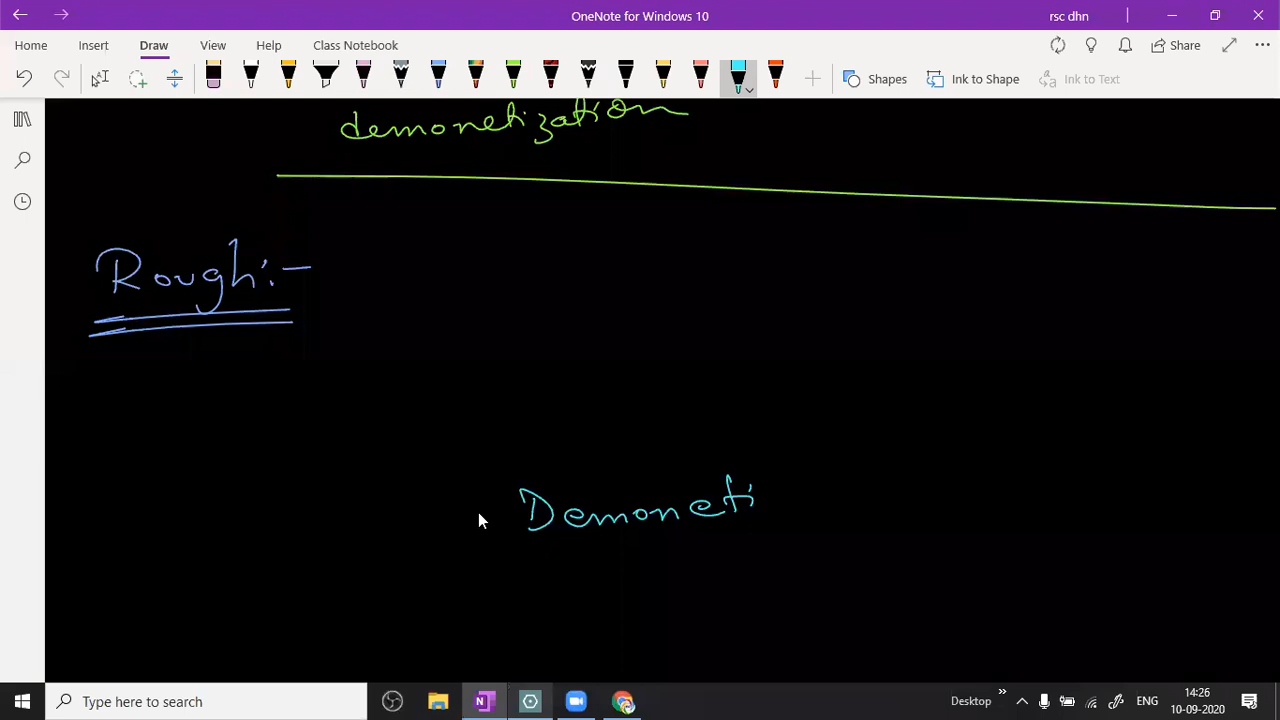 OneNote for Windows 10
rsc dhn
Home Insert Draw View Help Class Notebook
Share
Shapes
Ink to Shape
Ink to Text
demonetization
Rough:-
Demoneti
Type here to search
Desktop
ENG
14:26
10-09-2020